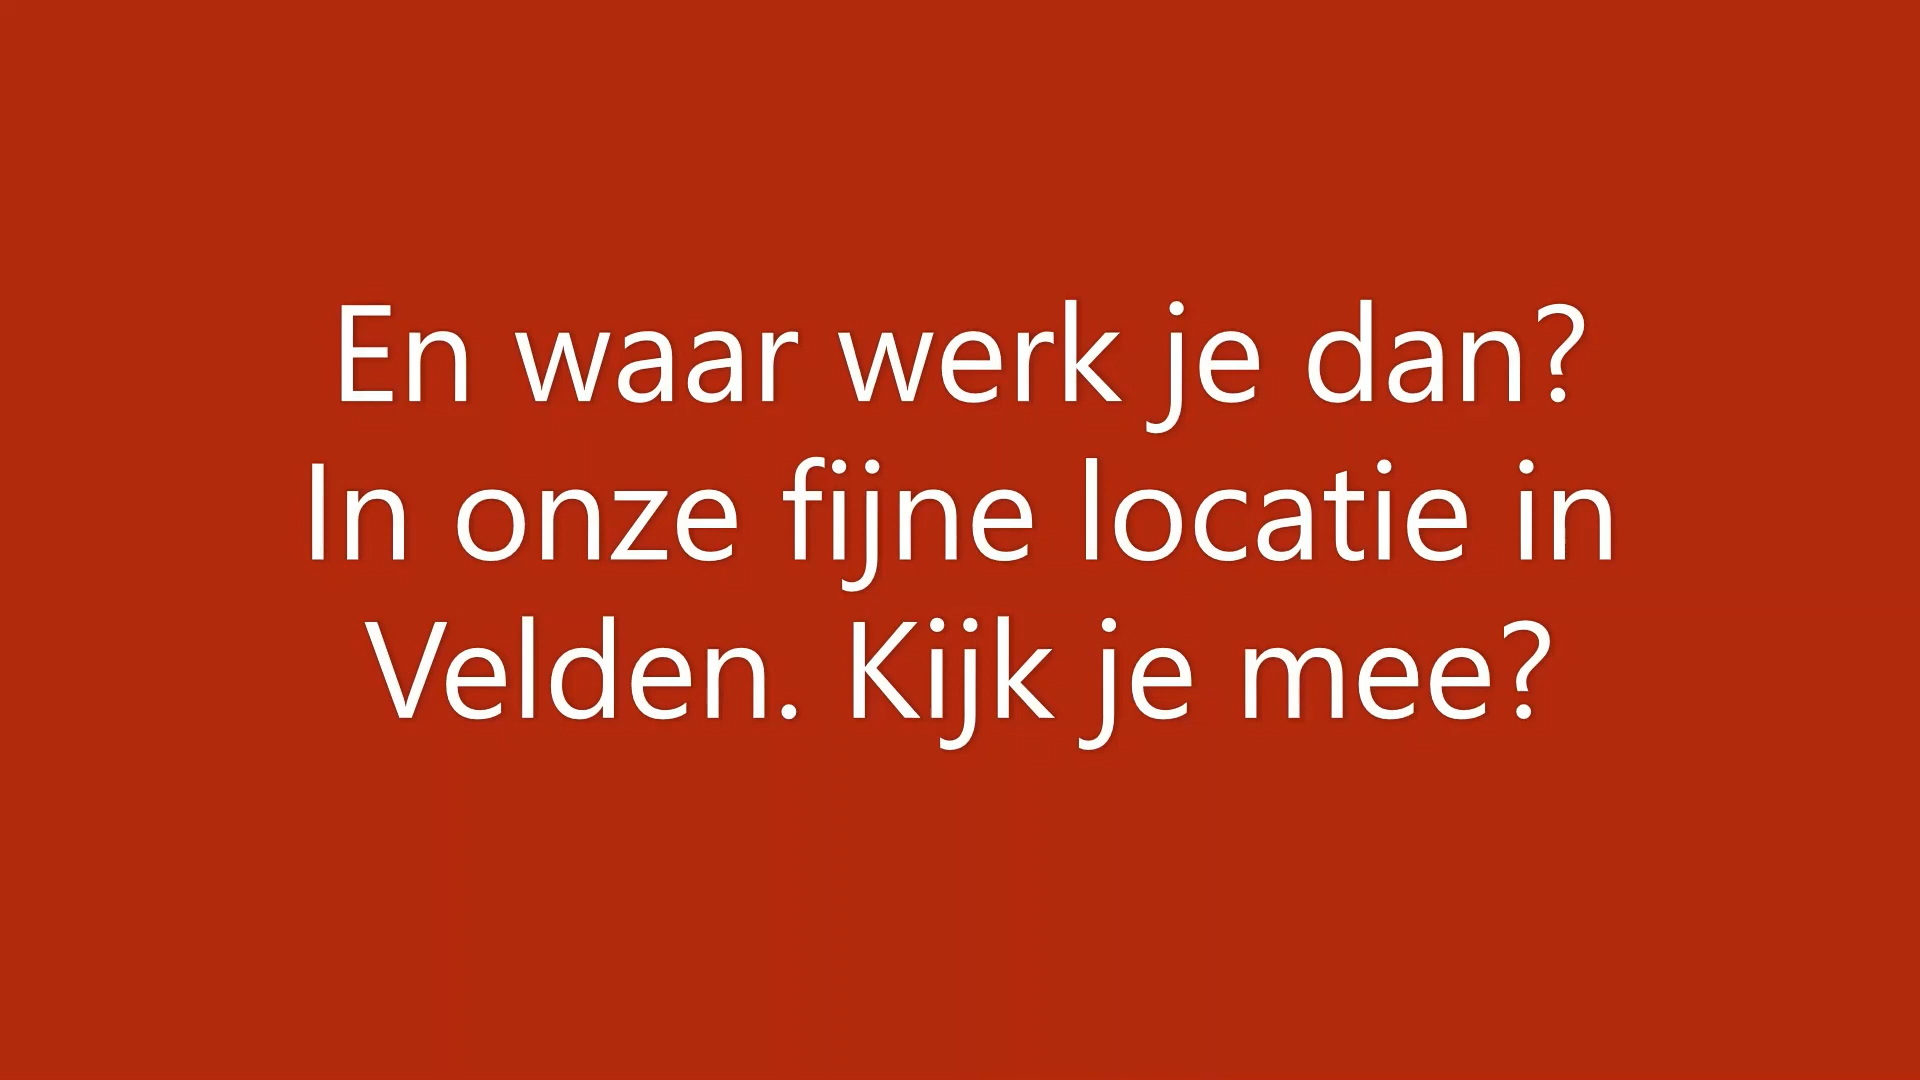 En waar werk je dan?
In onze fijne locatie in
Velden. Kijk je mee?